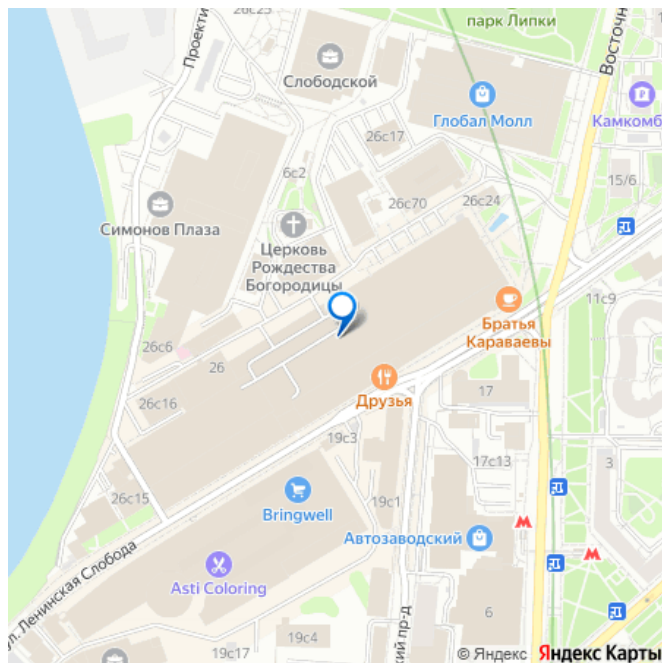 26с23
парк Липки
Проекти
Восточн
Слободской
Глобал Молл
Камкомб
26с17
6с2
15/6
26с70
26с24
Симонов Плаза
Церковь
Рождества
Богородицы
11с9
Братья
Караваевы
26с6
26
Друзья
17
26с16
19с3
17с13
3
26с15
19с1
Bringwell
Автозаводский
ул. Ленинская Слобода
Asti Coloring
6
кий пр-д
19с4
19с17
© Яндекс Яндекс Карты